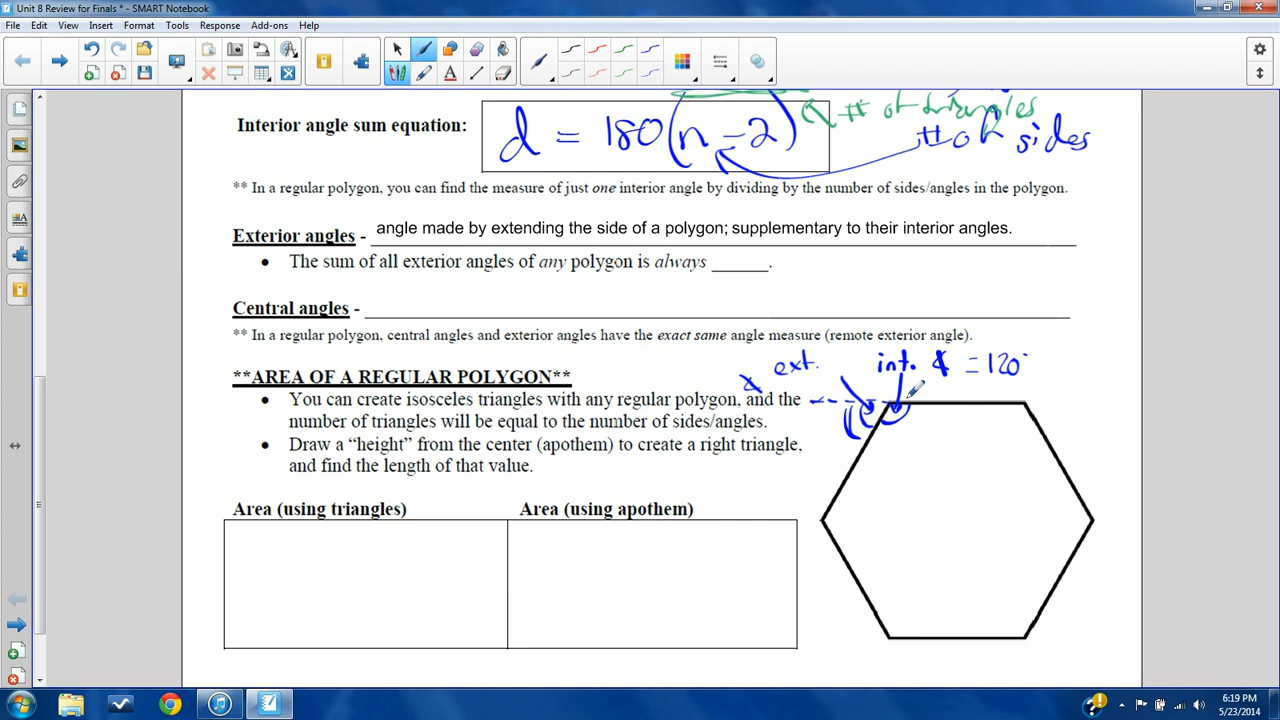 Unit 8 Review for Finals * - SMART Notebook
File Edit View Insert Format Tools Response Add-ons Help
# of triangles
Interior angle sum equation: d = 180(n-2) # of sides
** In a regular polygon, you can find the measure of just one interior angle by dividing by the number of sides/angles in the polygon.
Exterior angles - angle made by extending the side of a polygon; supplementary to their interior angles.
• The sum of all exterior angles of any polygon is always ______.
Central angles -
** In a regular polygon, central angles and exterior angles have the exact same angle measure (remote exterior angle).
ext. int. ∢ = 120°
**AREA OF A REGULAR POLYGON**
• You can create isosceles triangles with any regular polygon, and the
number of triangles will be equal to the number of sides/angles.
• Draw a “height” from the center (apothem) to create a right triangle,
and find the length of that value.
Area (using triangles) Area (using apothem)
6:19 PM
5/23/2014